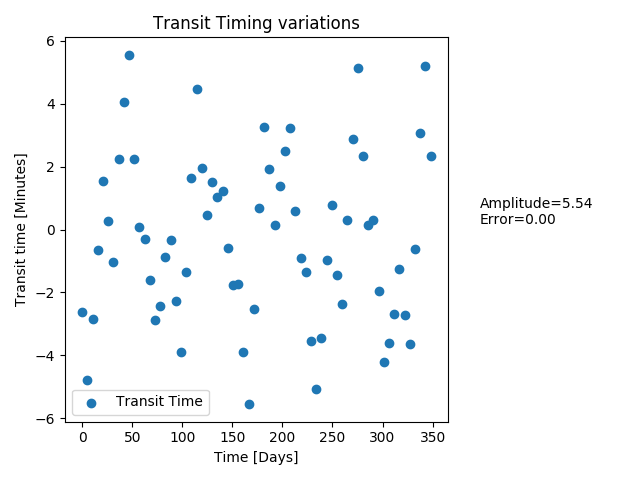 Transit Timing variations
6
4
2
0
−2
−4
−6
Transit time [Minutes]
Transit Time
0
50
100
150
200
250
300
350
Time [Days]
Amplitude=5.54
Error=0.00